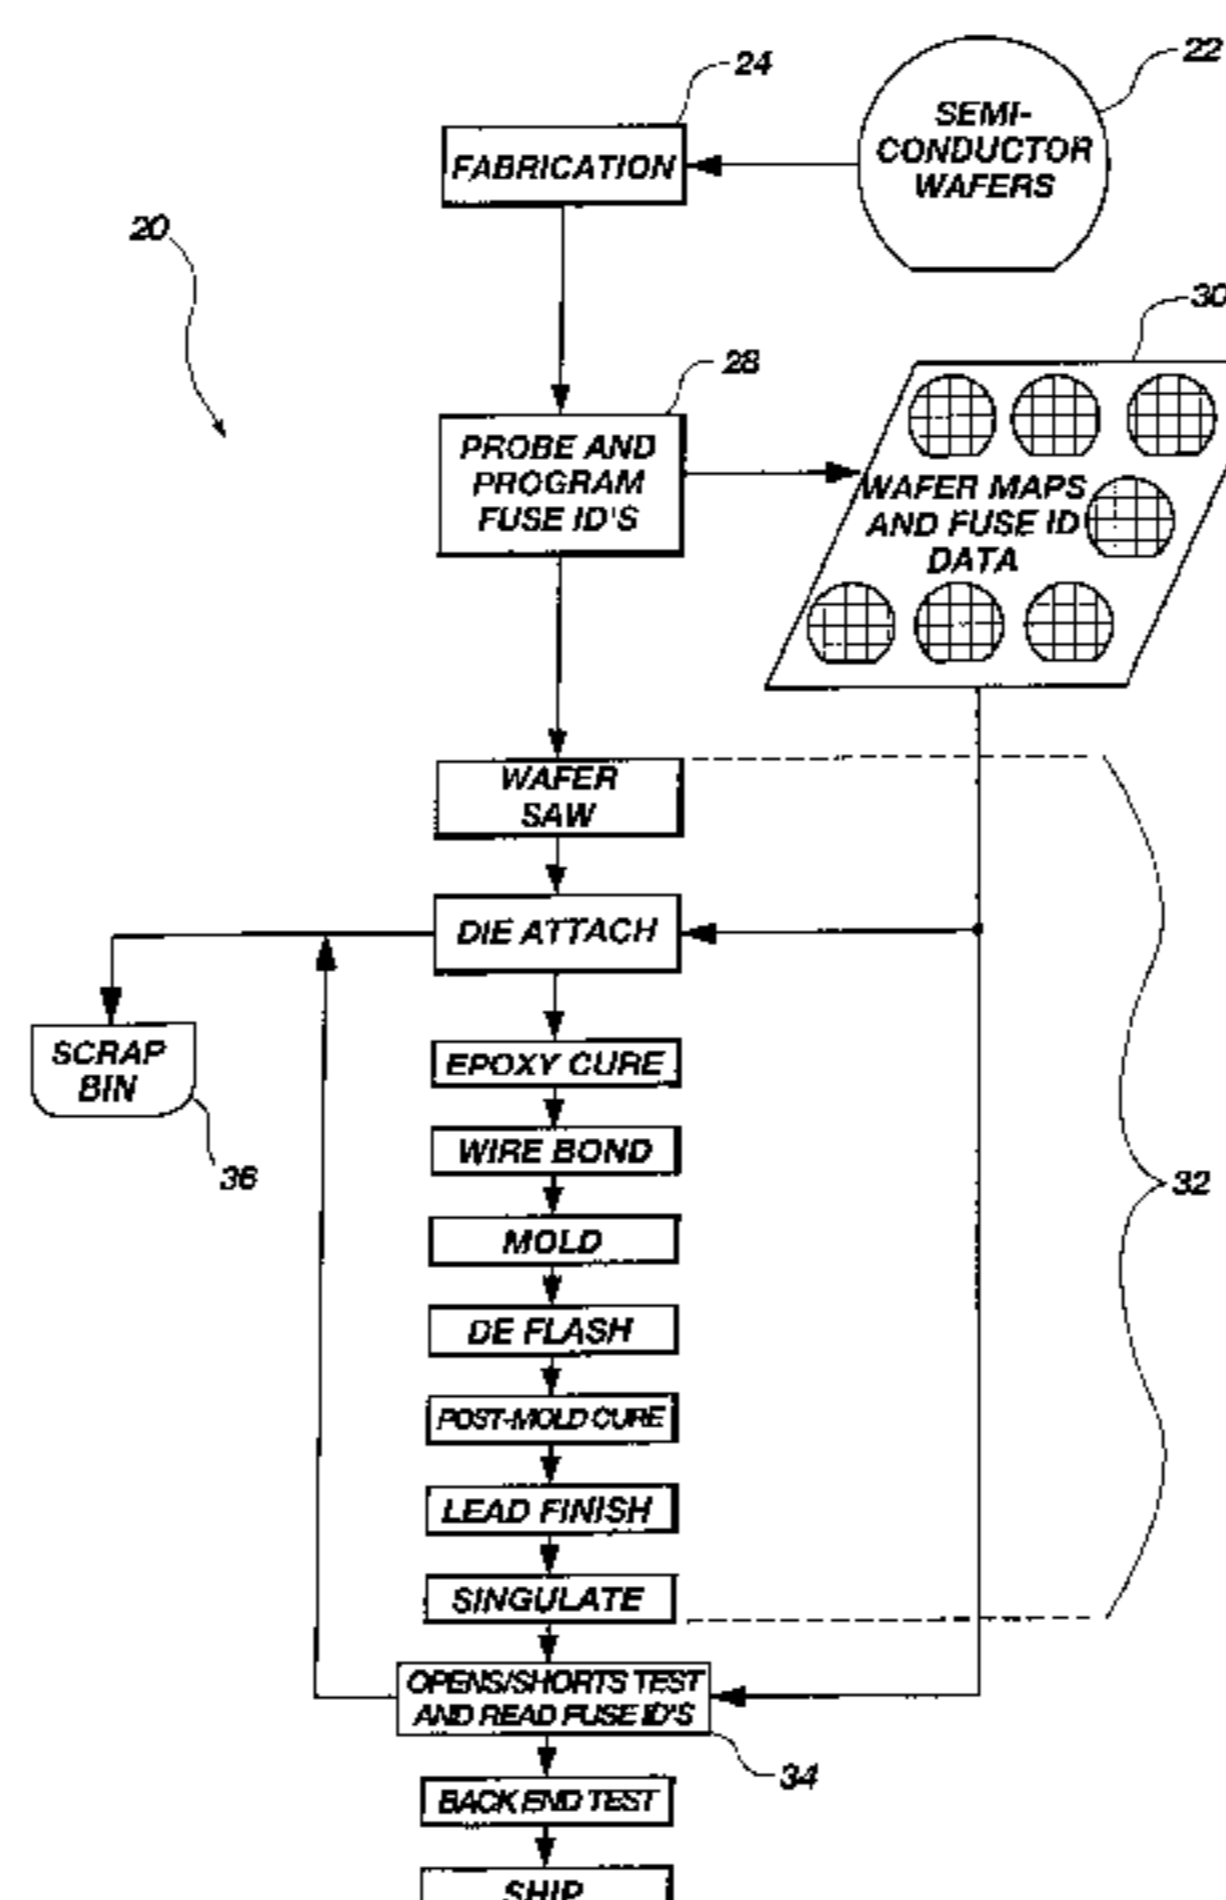 24
22
SEMI-
CONDUCTOR
WAFERS
FABRICATION
20
30
28
PROBE AND
PROGRAM
FUSE ID'S
WAFER MAPS
AND FUSE ID
DATA
WAFER
SAW
DIE ATTACH
SCRAP
BIN
36
EPOXY CURE
WIRE BOND
32
MOLD
DE FLASH
POST-MOLD CURE
LEAD FINISH
SINGULATE
OPENS/SHORTS TEST
AND READ FUSE ID'S
34
BACK END TEST
SHIP